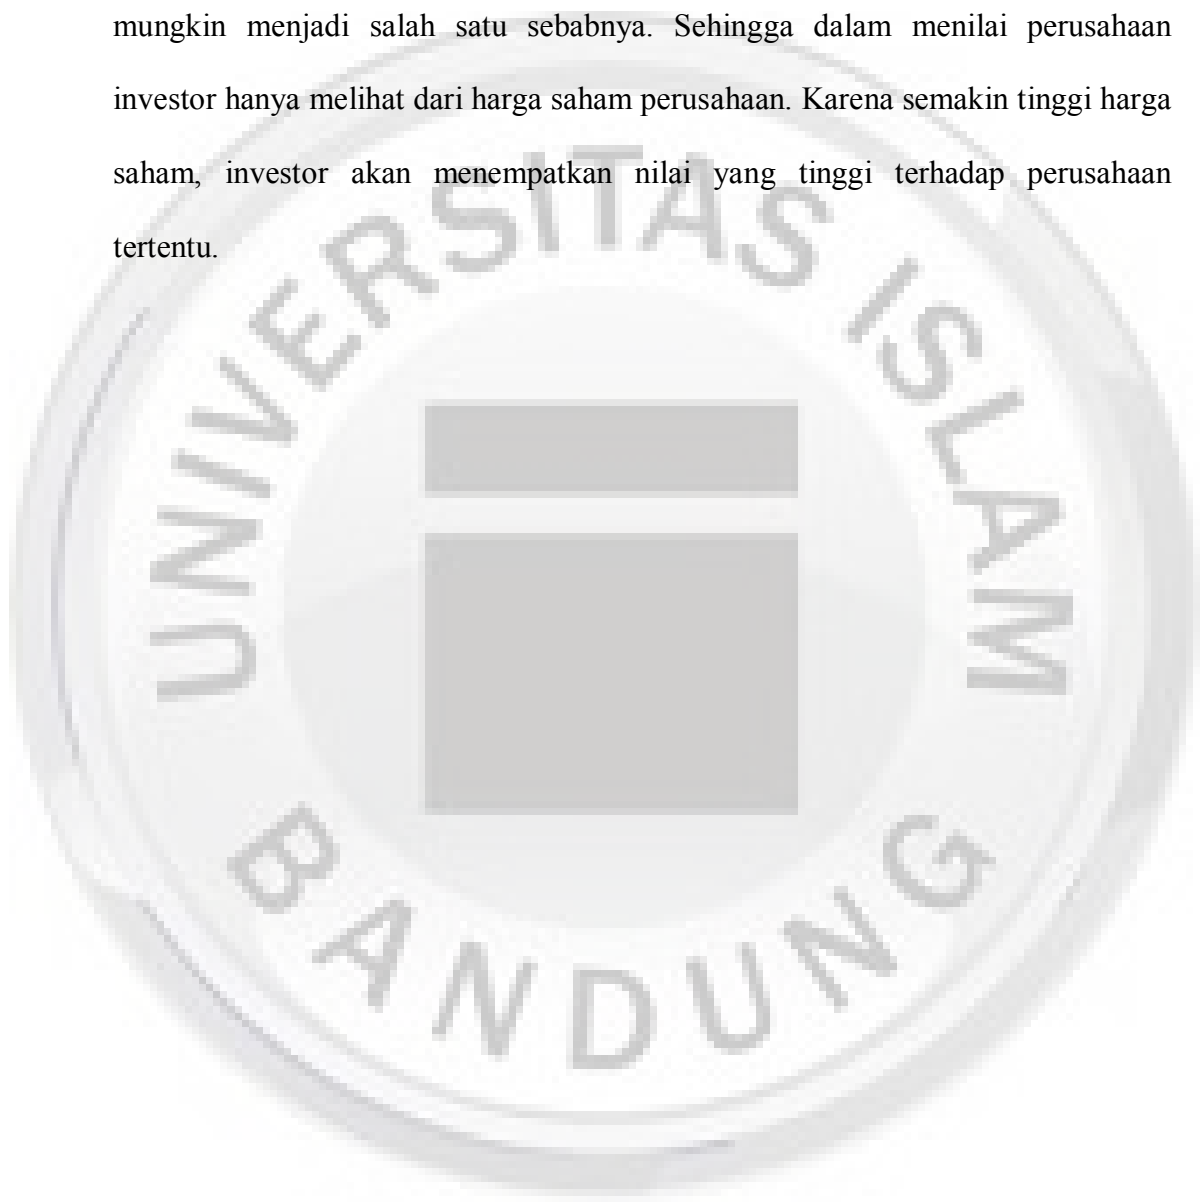 mungkin menjadi salah satu sebabnya. Sehingga dalam menilai perusahaan
investor hanya melihat dari harga saham perusahaan. Karena semakin tinggi harga
saham, investor akan menempatkan nilai yang tinggi terhadap perusahaan
tertentu.
UNIVERSITAS ISLAM
BANDUNG